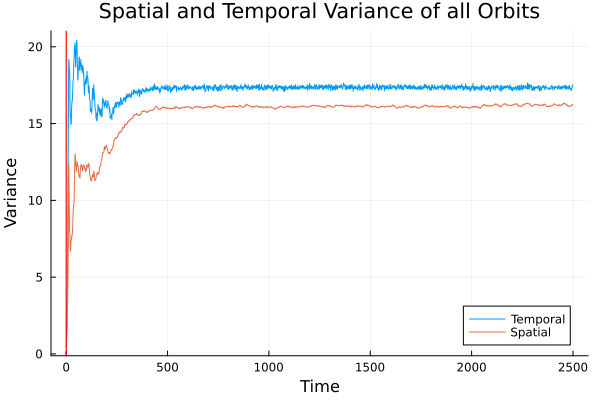 Spatial and Temporal Variance of all Orbits
Variance
20
15
10
5
0
Temporal
Spatial
0 500 1000 1500 2000 2500
Time